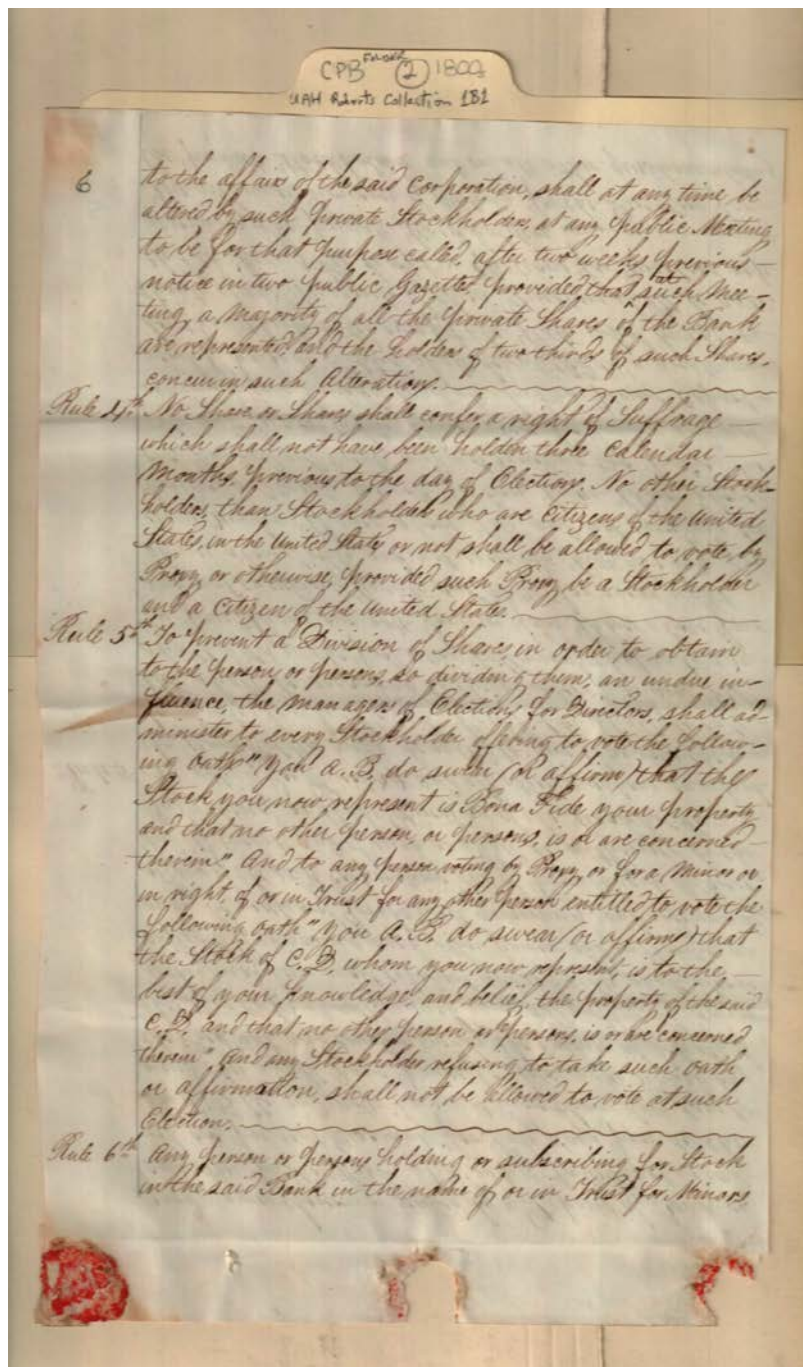 CPB Folder 2 1802
UAH Roberts Collection 181
6
to the affairs of the said Corporation, shall at any time be
altered by such private Stockholders, at any public Meeting
to be for that purpose called, after two weeks previous
notice in two public Gazettes provided that at such Mee-
ting, a majority of all the private Shares of the Bank
are represented, and the holders of two thirds of such Shares,
concur in such Alteration.
Rule 4th No Share or Shares shall confer a right of Suffrage
which shall not have been holden three Calendar
Months, previous to the day of Election. No other Stock-
holders, than Stockholders who are Citizens of the United
States, in the United States or not shall be allowed to vote, by
Proxy, or otherwise, provided such Proxy be a Stockholder
and a Citizen of the United States.
Rule 5th To prevent a Division of Shares in order to obtain
to the person or persons, so dividing them, an undue in-
fluence, the Managers of Elections for Directors, shall ad-
minister to every Stockholder offering to vote the follow-
ing oath "You A. B. do swear (or affirm) that the
Stock you now represent is Bona Fide your property
and that no other person, or persons, is or are concerned
therein." And to any person voting by Proxy, or for a Minor or
in right, of or in Trust for any other person entitled to vote the
following oath "You A. B. do swear (or affirm) that
the Stock of C. D. whom you now represent, is to the
best of your knowledge, and belief, the property of the said
C. D. and that no other person or persons, is or are concerned
therein" and any Stockholder refusing to take such oath
or affirmation, shall not be allowed to vote at such
Election.
Rule 6th Any person or persons holding or subscribing for Stock
in the said Bank in the name of or in Trust for Minors